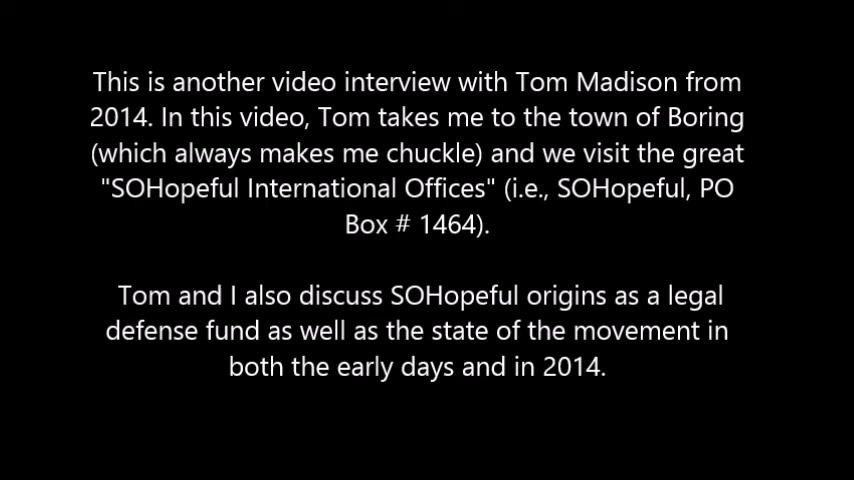 This is another video interview with Tom Madison from
2014. In this video, Tom takes me to the town of Boring
(which always makes me chuckle) and we visit the great
"SOHopeful International Offices" (i.e., SOHopeful, PO
Box # 1464).
Tom and I also discuss SOHopeful origins as a legal
defense fund as well as the state of the movement in
both the early days and in 2014.